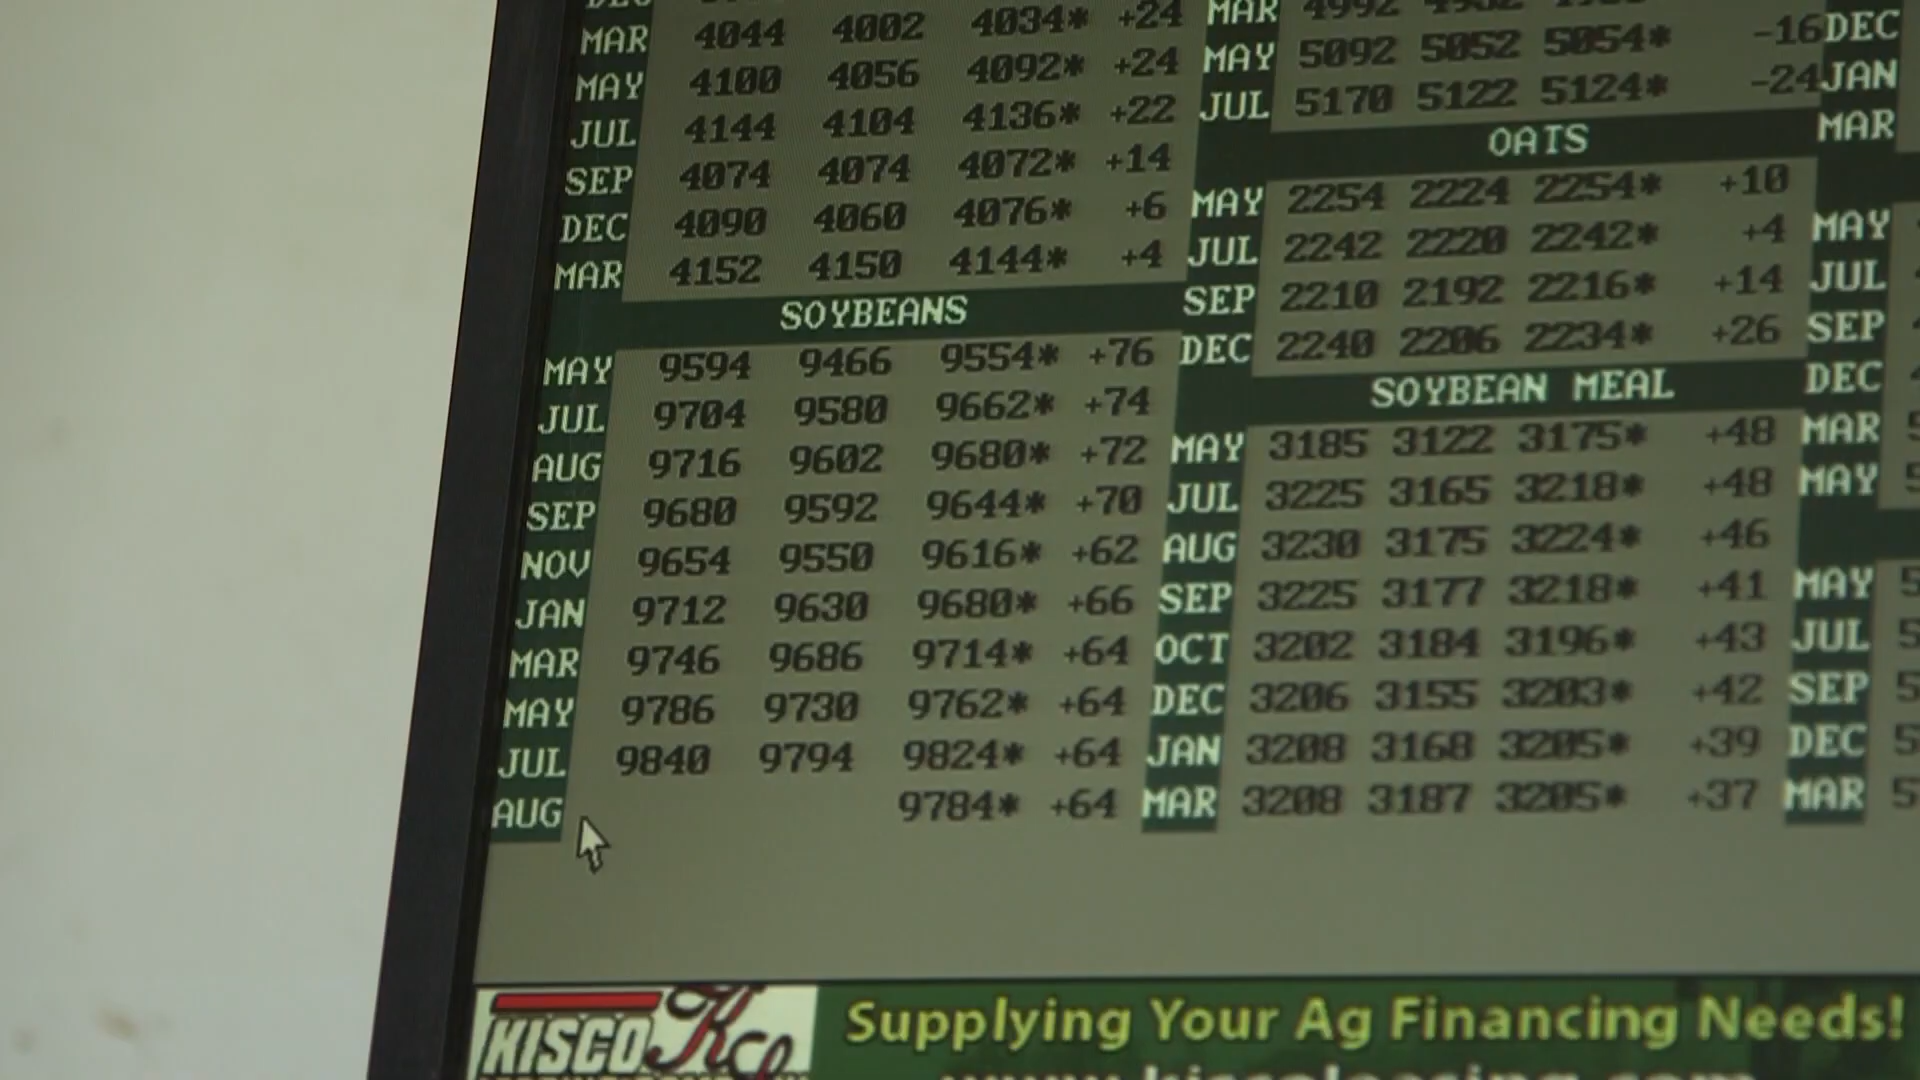 DEC
MAR 4044 4002 4034* +24
MAY 4100 4056 4092* +24
JUL 4144 4104 4136* +22
SEP 4074 4074 4072* +14
DEC 4090 4060 4076* +6
MAR 4152 4150 4144* +4
SOYBEANS
MAY 9594 9466 9554* +76
JUL 9704 9580 9662* +74
AUG 9716 9602 9680* +72
SEP 9680 9592 9644* +70
NOV 9654 9550 9616* +62
JAN 9712 9630 9680* +66
MAR 9746 9686 9714* +64
MAY 9786 9730 9762* +64
JUL 9840 9794 9824* +64
AUG 9784* +64
MAR 4992
MAY 5092 5052 5054* -16
JUL 5170 5122 5124* -24
OATS
MAY 2254 2224 2254* +10
JUL 2242 2220 2242* +4
SEP 2210 2192 2216* +14
DEC 2240 2206 2234* +26
SOYBEAN MEAL
MAY 3185 3122 3175* +48
JUL 3225 3165 3218* +48
AUG 3230 3175 3224* +46
SEP 3225 3177 3218* +41
OCT 3202 3184 3196* +43
DEC 3206 3155 3203* +42
JAN 3208 3168 3205* +39
MAR 3208 3187 3205* +37
DEC
JAN
MAR
MAY
JUL
SEP
DEC
MAR
MAY
MAY
JUL
SEP
DEC
MAR
KISCO
Supplying Your Ag Financing Needs!